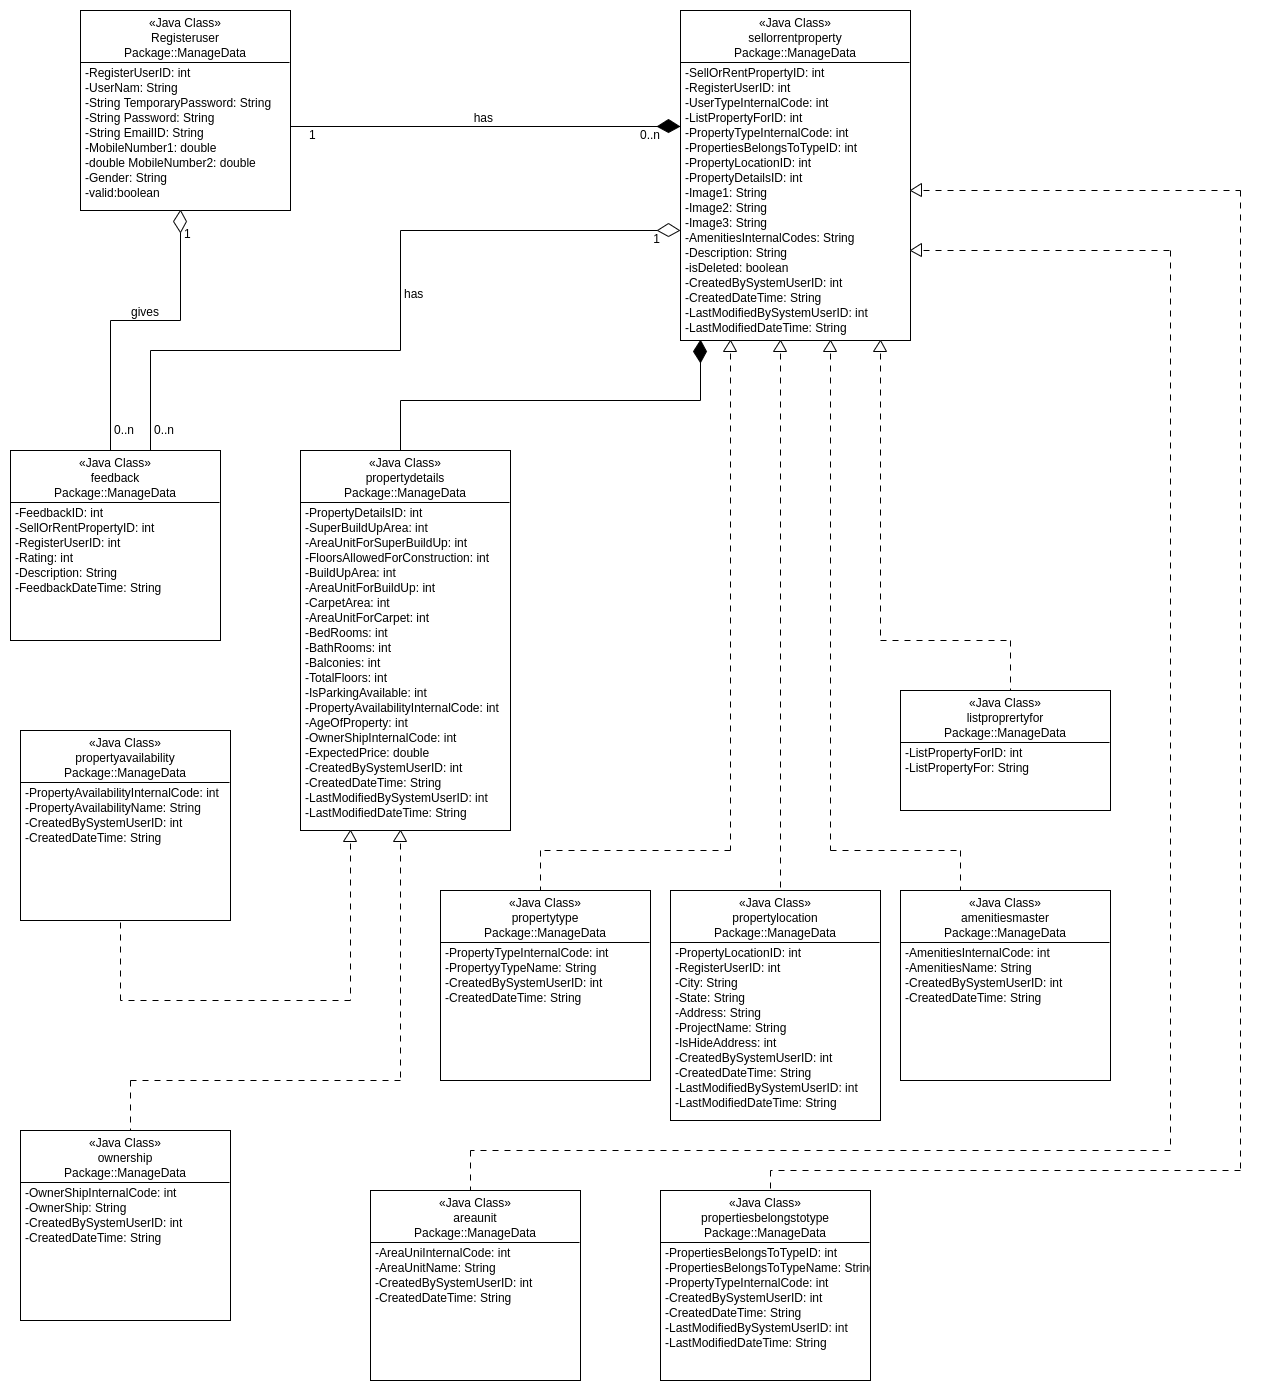 «Java Class»
Registeruser
Package::ManageData
-RegisterUserID: int
-UserNam: String
-String TemporaryPassword: String
-String Password: String
-String EmailID: String
-MobileNumber1: double
-double MobileNumber2: double
-Gender: String
-valid:boolean
has
1
0..n
«Java Class»
sellorrentproperty
Package::ManageData
-SellOrRentPropertyID: int
-RegisterUserID: int
-UserTypeInternalCode: int
-ListPropertyForID: int
-PropertyTypeInternalCode: int
-PropertiesBelongsToTypeID: int
-PropertyLocationID: int
-PropertyDetailsID: int
-Image1: String
-Image2: String
-Image3: String
-AmenitiesInternalCodes: String
-Description: String
-isDeleted: boolean
-CreatedBySystemUserID: int
-CreatedDateTime: String
-LastModifiedBySystemUserID: int
-LastModifiedDateTime: String
1
1
has
gives
0..n
0..n
«Java Class»
feedback
Package::ManageData
-FeedbackID: int
-SellOrRentPropertyID: int
-RegisterUserID: int
-Rating: int
-Description: String
-FeedbackDateTime: String
«Java Class»
propertydetails
Package::ManageData
-PropertyDetailsID: int
-SuperBuildUpArea: int
-AreaUnitForSuperBuildUp: int
-FloorsAllowedForConstruction: int
-BuildUpArea: int
-AreaUnitForBuildUp: int
-CarpetArea: int
-AreaUnitForCarpet: int
-BedRooms: int
-BathRooms: int
-Balconies: int
-TotalFloors: int
-IsParkingAvailable: int
-PropertyAvailabilityInternalCode: int
-AgeOfProperty: int
-OwnerShipInternalCode: int
-ExpectedPrice: double
-CreatedBySystemUserID: int
-CreatedDateTime: String
-LastModifiedBySystemUserID: int
-LastModifiedDateTime: String
«Java Class»
listproprertyfor
Package::ManageData
-ListPropertyForID: int
-ListPropertyFor: String
«Java Class»
propertyavailability
Package::ManageData
-PropertyAvailabilityInternalCode: int
-PropertyAvailabilityName: String
-CreatedBySystemUserID: int
-CreatedDateTime: String
«Java Class»
propertytype
Package::ManageData
-PropertyTypeInternalCode: int
-PropertyyTypeName: String
-CreatedBySystemUserID: int
-CreatedDateTime: String
«Java Class»
propertylocation
Package::ManageData
-PropertyLocationID: int
-RegisterUserID: int
-City: String
-State: String
-Address: String
-ProjectName: String
-IsHideAddress: int
-CreatedBySystemUserID: int
-CreatedDateTime: String
-LastModifiedBySystemUserID: int
-LastModifiedDateTime: String
«Java Class»
amenitiesmaster
Package::ManageData
-AmenitiesInternalCode: int
-AmenitiesName: String
-CreatedBySystemUserID: int
-CreatedDateTime: String
«Java Class»
ownership
Package::ManageData
-OwnerShipInternalCode: int
-OwnerShip: String
-CreatedBySystemUserID: int
-CreatedDateTime: String
«Java Class»
areaunit
Package::ManageData
-AreaUniInternalCode: int
-AreaUnitName: String
-CreatedBySystemUserID: int
-CreatedDateTime: String
«Java Class»
propertiesbelongstotype
Package::ManageData
-PropertiesBelongsToTypeID: int
-PropertiesBelongsToTypeName: Strin
-PropertyTypeInternalCode: int
-CreatedBySystemUserID: int
-CreatedDateTime: String
-LastModifiedBySystemUserID: int
-LastModifiedDateTime: String